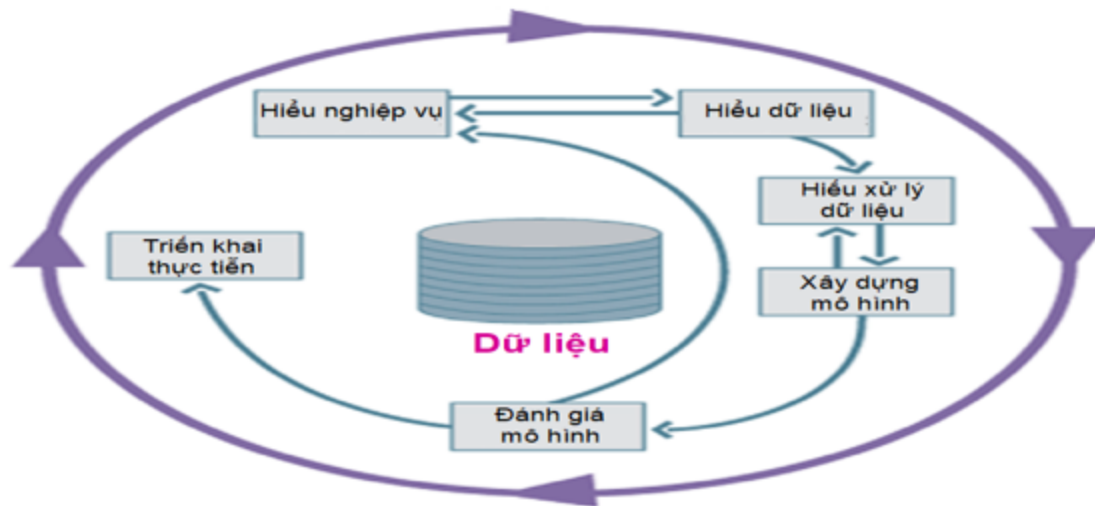 Hiểu nghiệp vụ
Hiểu dữ liệu
Hiểu xử lý
dữ liệu
Triển khai
thực tiễn
Xây dựng
mô hình
Dữ liệu
Đánh giá
mô hình